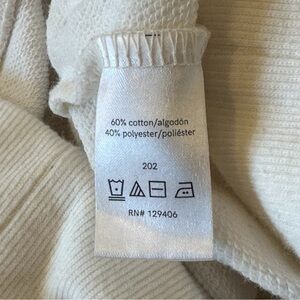 60% cotton/algodón
40% polyester/poliéster
202
RN# 129406